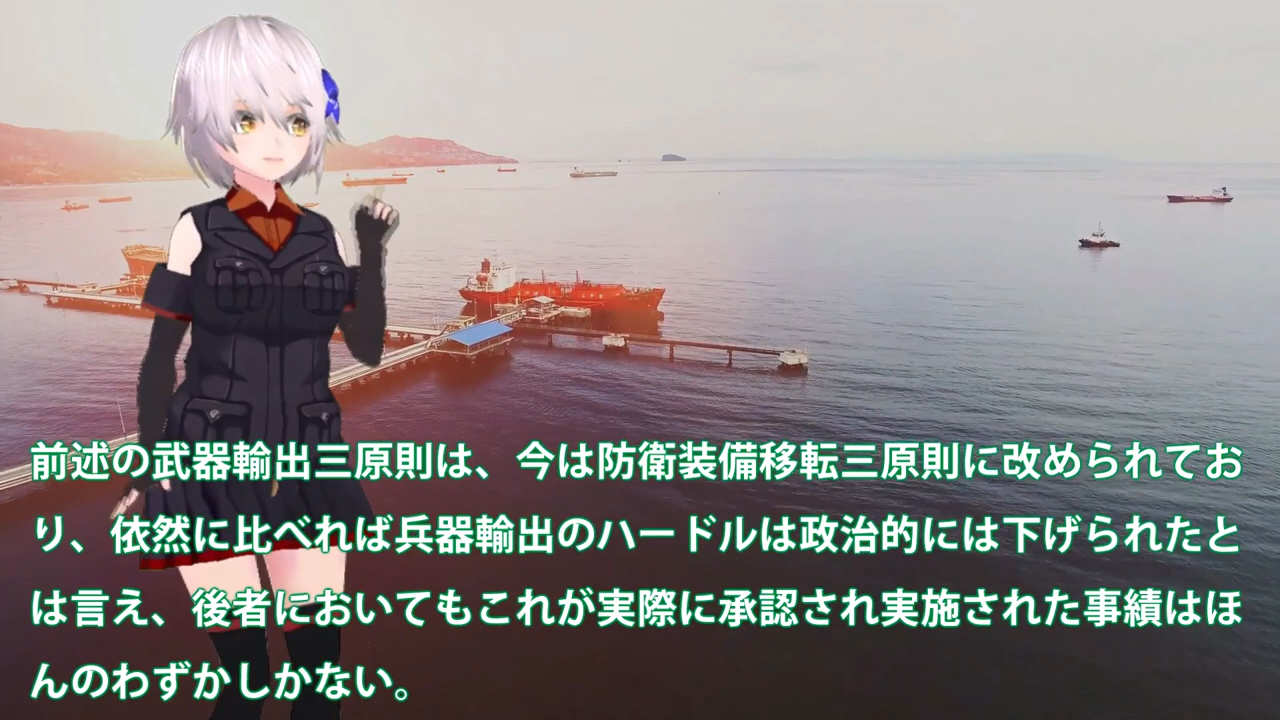 前述の武器輸出三原則は、今は防衛装備移転三原則に改められてお
り、依然に比べれば兵器輸出のハードルは政治的には下げられたと
は言え、後者においてもこれが実際に承認され実施された事績はほ
んのわずかしかない。